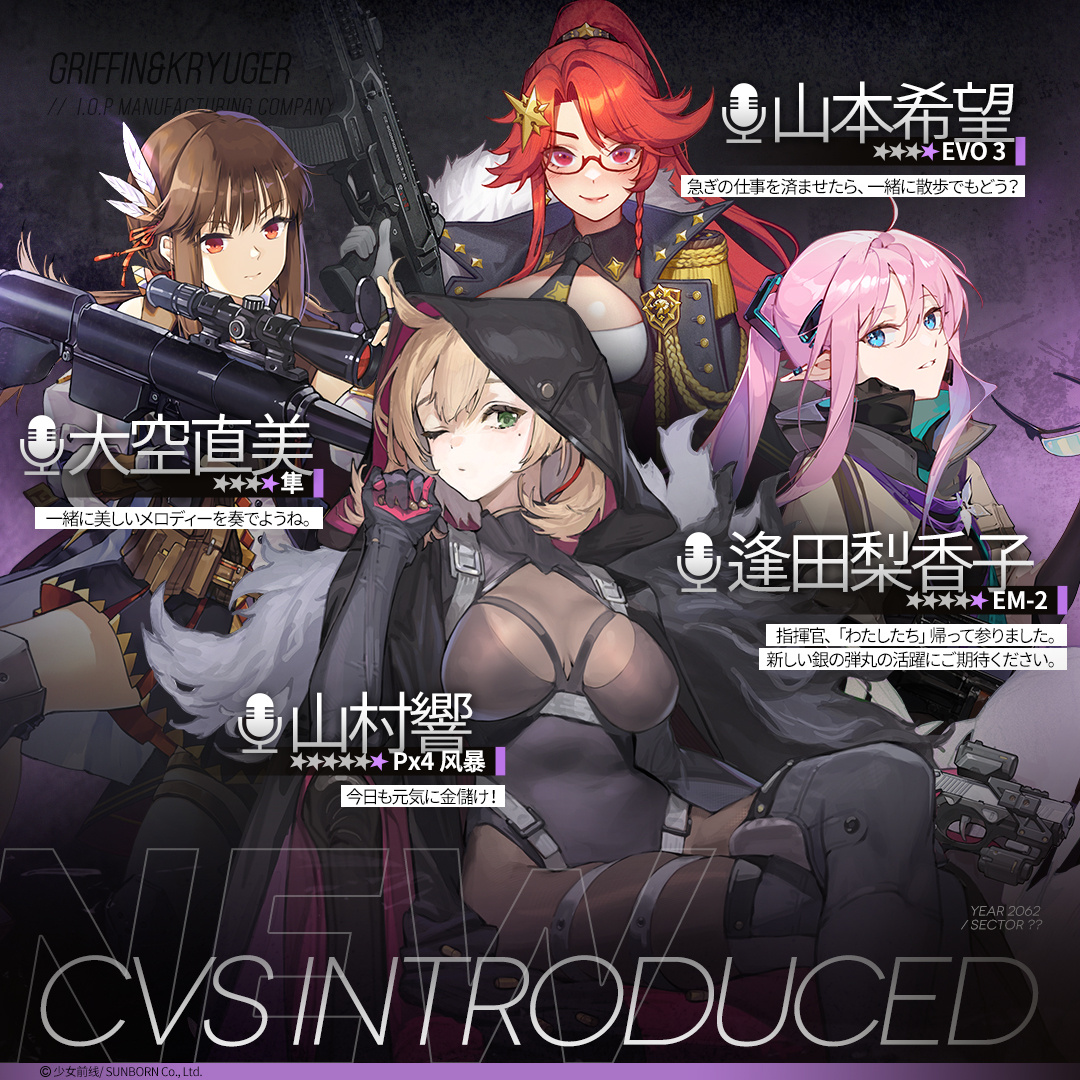 GRIFFIN&KRYUGER
// I.O.P MANUFACTURING COMPANY
山本希望
★★★★ EVO 3
急ぎの仕事を済ませたら、一緒に散歩でもどう？
大空直美
★★★★ 隼
一緒に美しいメロディーを奏でようね。
逢田梨香子
★★★★★ EM-2
指揮官、「わたしたち」帰って参りました。
新しい銀の弾丸の活躍にご期待ください。
山村響
★★★★★★ Px4 风暴
今日も元気に金儲け！
NEW
YEAR 2062
/ SECTOR ??
CVS INTRODUCED
© 少女前线/ SUNBORN Co., Ltd.